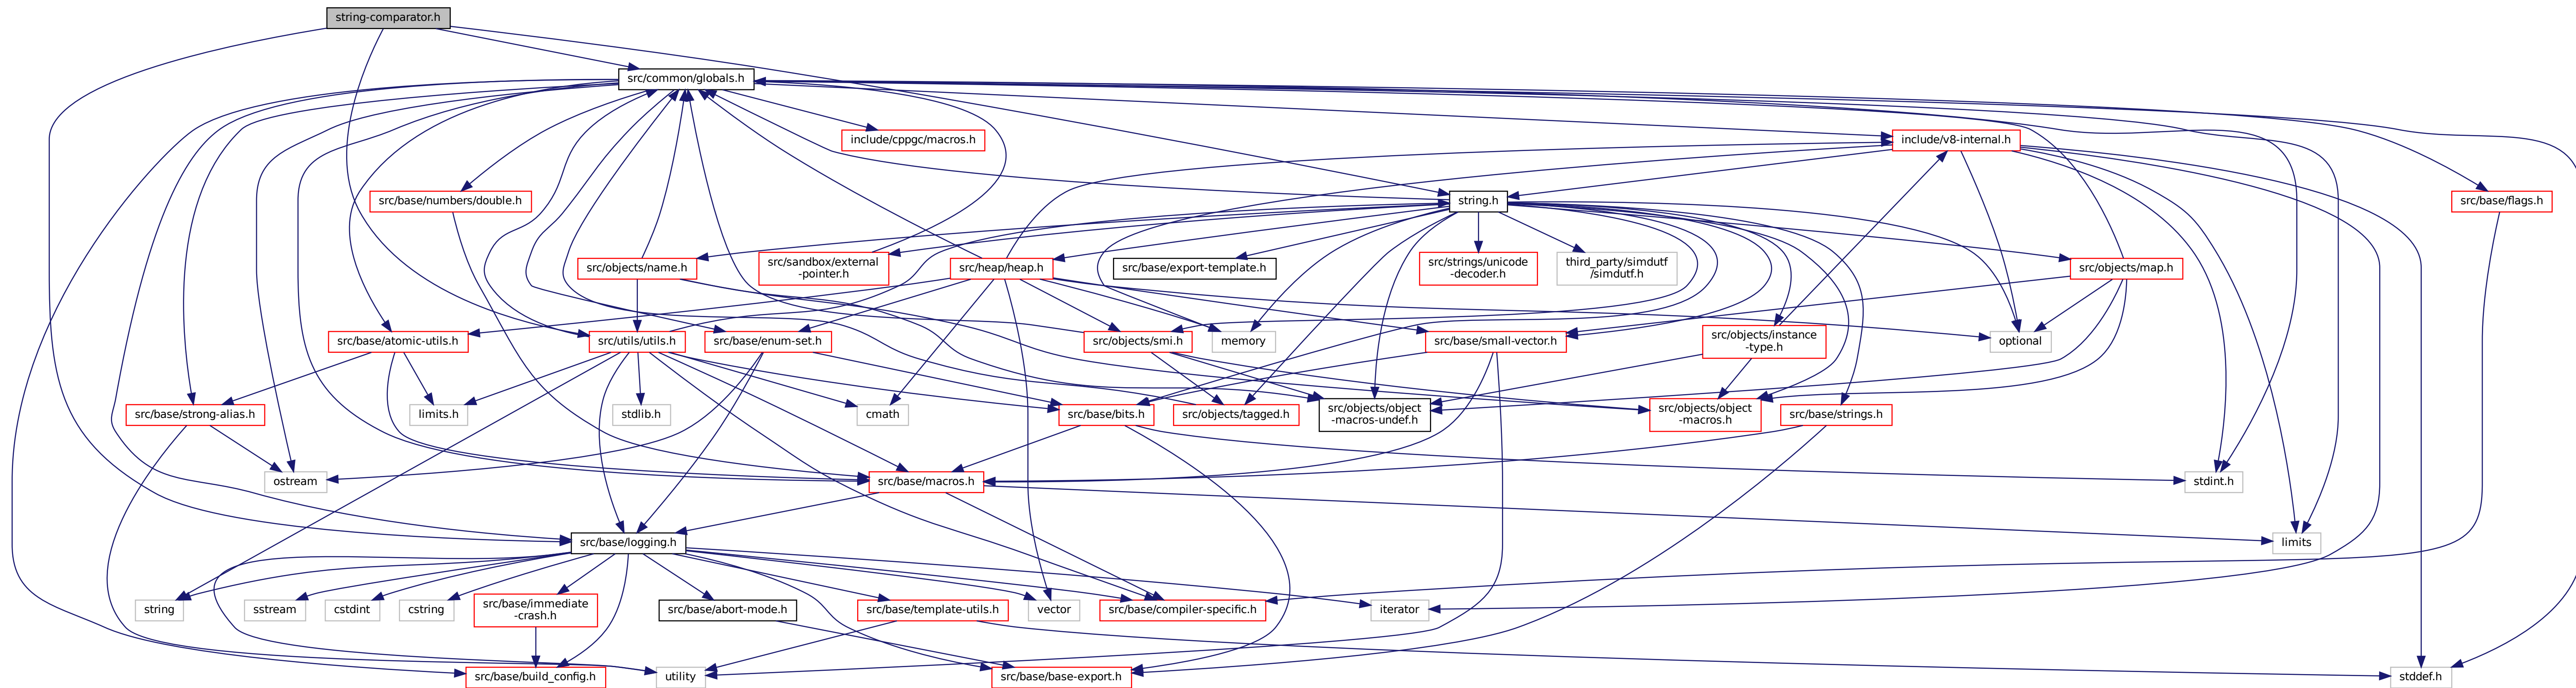 string-comparator.h
src/common/globals.h
include/cppgc/macros.h
include/v8-internal.h
src/base/numbers/double.h
string.h
src/base/flags.h
src/objects/name.h
src/sandbox/external
-pointer.h
src/heap/heap.h
src/base/export-template.h
src/strings/unicode
-decoder.h
third_party/simdutf
/simdutf.h
src/objects/map.h
src/base/atomic-utils.h
src/utils/utils.h
src/base/enum-set.h
src/objects/smi.h
memory
src/base/small-vector.h
src/objects/instance
-type.h
optional
src/base/strong-alias.h
limits.h
stdlib.h
cmath
src/base/bits.h
src/objects/tagged.h
src/objects/object
-macros-undef.h
src/objects/object
-macros.h
src/base/strings.h
ostream
src/base/macros.h
stdint.h
src/base/logging.h
limits
string
sstream
cstdint
cstring
src/base/immediate
-crash.h
src/base/abort-mode.h
src/base/template-utils.h
vector
src/base/compiler-specific.h
iterator
src/base/build_config.h
utility
src/base/base-export.h
stddef.h